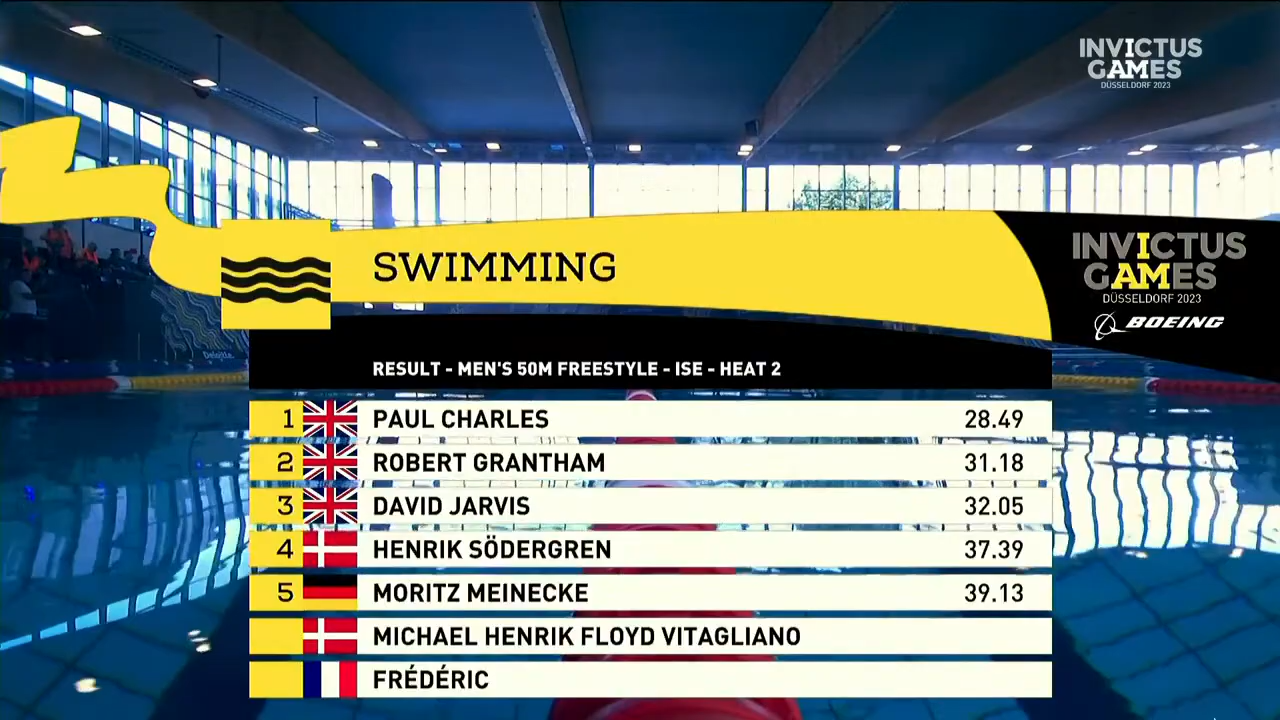 INVICTUS
GAMES
DÜSSELDORF 2023
SWIMMING
INVICTUS
GAMES
DÜSSELDORF 2023
BOEING
RESULT - MEN'S 50M FREESTYLE - ISE - HEAT 2
Deloitte.
1 PAUL CHARLES 28.49
2 ROBERT GRANTHAM 31.18
3 DAVID JARVIS 32.05
4 HENRIK SÖDERGREN 37.39
5 MORITZ MEINECKE 39.13
MICHAEL HENRIK FLOYD VITAGLIANO
FRÉDÉRIC